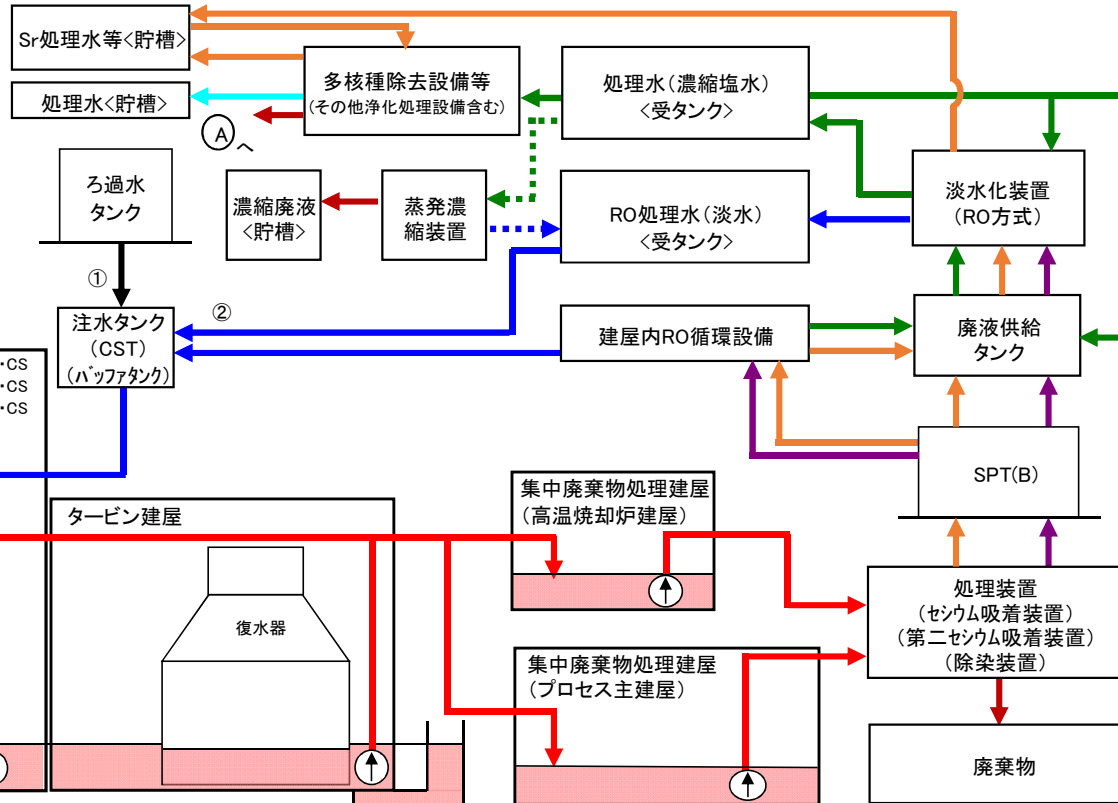 Sr処理水等<貯槽>
処理水<貯槽>
多核種除去設備等
(その他浄化処理設備含む)
Aへ
処理水(濃縮塩水)
<受タンク>
淡水化装置
(RO方式)
ろ過水
タンク
濃縮廃液
<貯槽>
蒸発濃
縮装置
RO処理水(淡水)
<受タンク>
①
②
注水タンク
(CST)
(バッファタンク)
建屋内RO循環設備
廃液供給
タンク
・CS
・CS
・CS
SPT(B)
タービン建屋
復水器
集中廃棄物処理建屋
(高温焼却炉建屋)
処理装置
(セシウム吸着装置)
(第二セシウム吸着装置)
(除染装置)
集中廃棄物処理建屋
(プロセス主建屋)
廃棄物